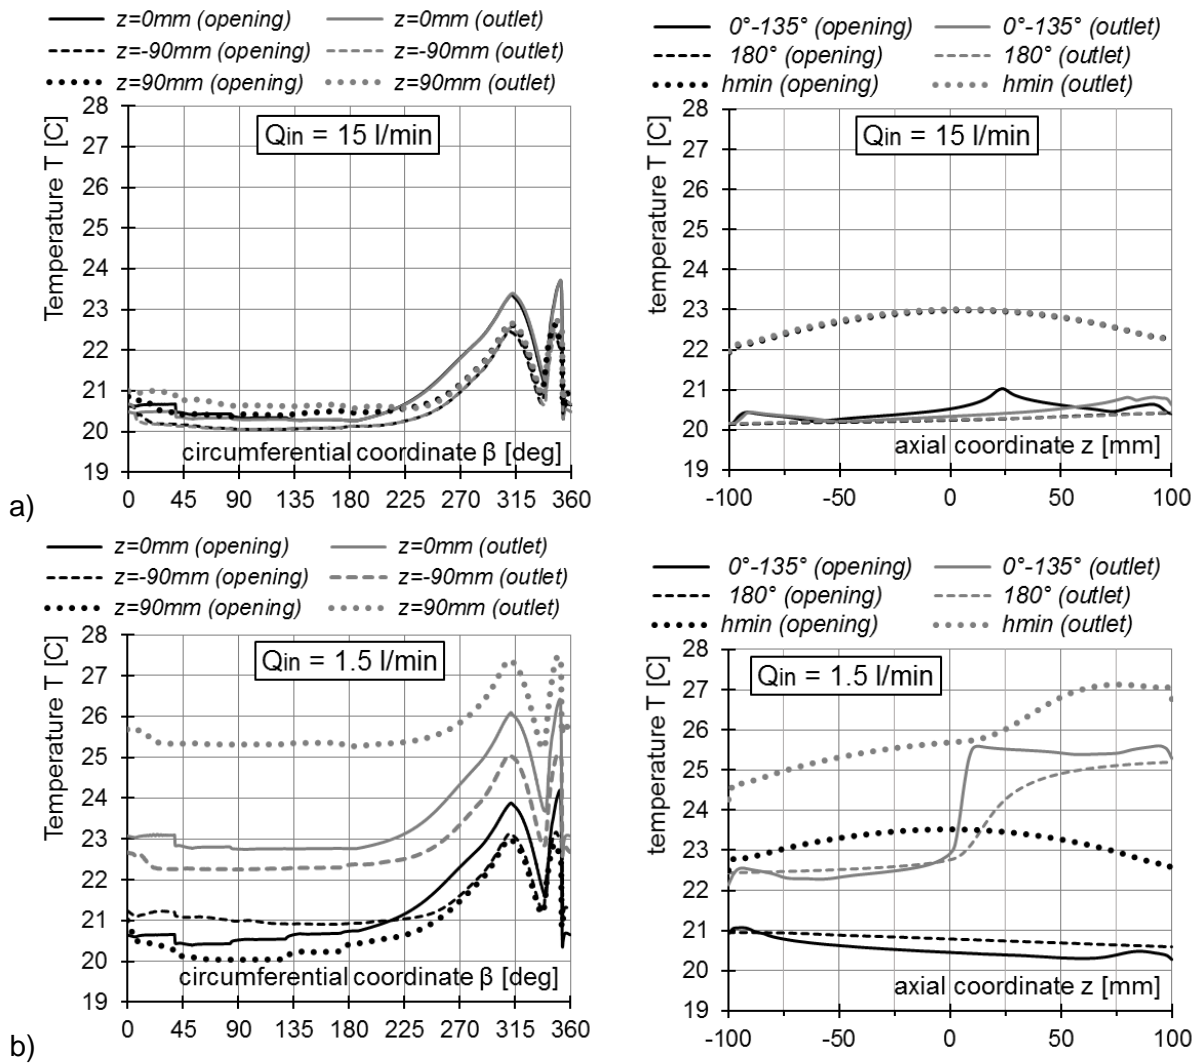 z=0mm (opening) z=0mm (outlet)
z=-90mm (opening) z=-90mm (outlet)
z=90mm (opening) z=90mm (outlet)
Temperature T [C]
28
27
26
25
24
23
22
21
20
19
Qin = 15 l/min
circumferential coordinate β [deg]
0 45 90 135 180 225 270 315 360
0°-135° (opening) 0°-135° (outlet)
180° (opening) 180° (outlet)
hmin (opening) hmin (outlet)
temperature T [C]
28
27
26
25
24
23
22
21
20
19
Qin = 15 l/min
axial coordinate z [mm]
-100 -50 0 50 100
a)
z=0mm (opening) z=0mm (outlet)
z=-90mm (opening) z=-90mm (outlet)
z=90mm (opening) z=90mm (outlet)
Temperature T [C]
28
27
26
25
24
23
22
21
20
19
Qin = 1.5 l/min
circumferential coordinate β [deg]
0 45 90 135 180 225 270 315 360
0°-135° (opening) 0°-135° (outlet)
180° (opening) 180° (outlet)
hmin (opening) hmin (outlet)
temperature T [C]
28
27
26
25
24
23
22
21
20
19
Qin = 1.5 l/min
axial coordinate z [mm]
-100 -50 0 50 100
b)